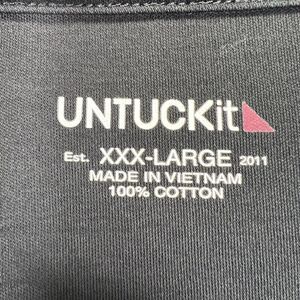 UNTUCKit
Est. XXX-LARGE 2011
MADE IN VIETNAM
100% COTTON